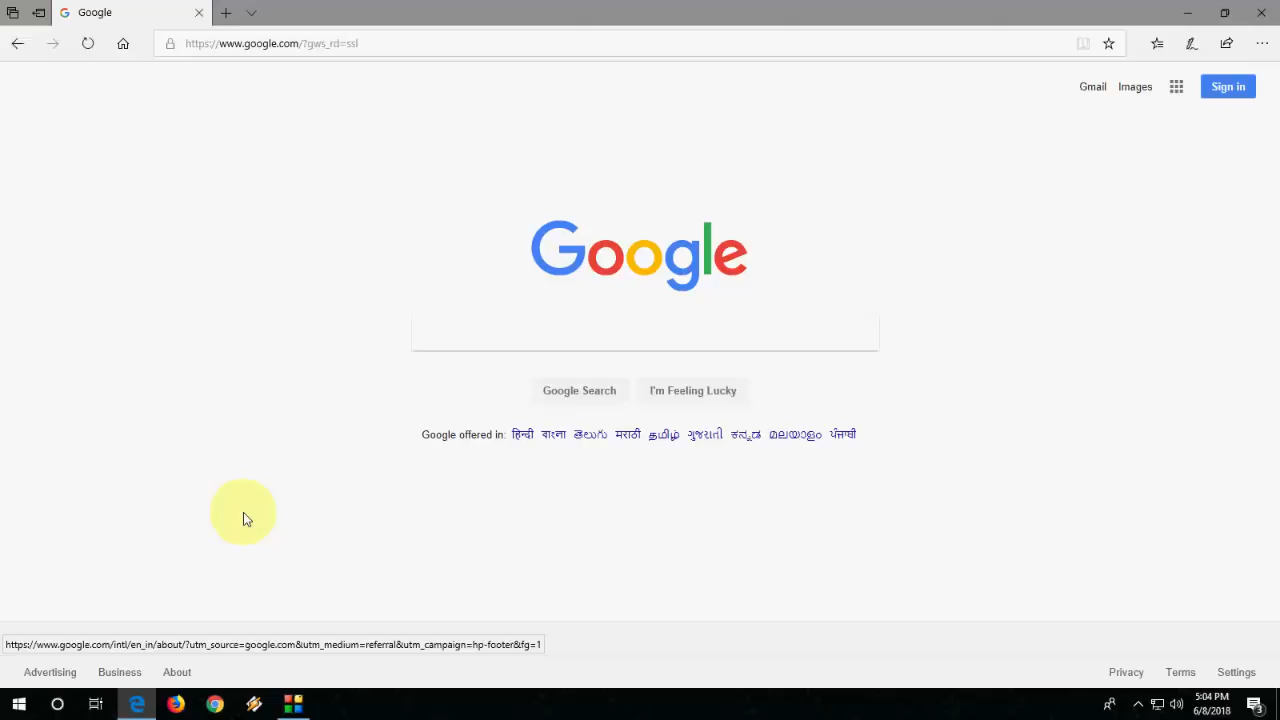 Google
https://www.google.com/?gws_rd=ssl
Gmail Images Sign in
Google
Google Search I'm Feeling Lucky
Google offered in: हिन्दी বাংলা తెలుగు मराठी தமிழ் ગુજરાતી ಕನ್ನಡ മലയാളം ਪੰਜਾਬੀ
https://www.google.com/intl/en_in/about/?utm_source=google.com&utm_medium=referral&utm_campaign=hp-footer&fg=1
Advertising Business About Privacy Terms Settings
5:04 PM
6/8/2018
3